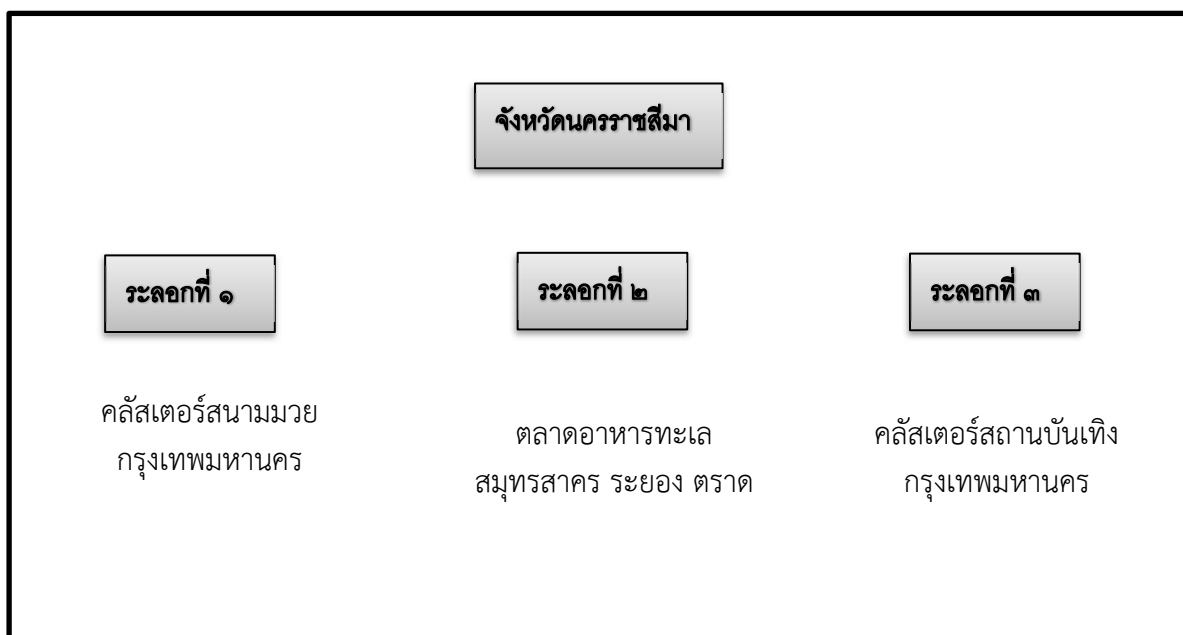 จังหวัดนครราชสีมา
ระลอกที่ ๑
ระลอกที่ ๒
ระลอกที่ ๓
คลัสเตอร์สนามมวย
กรุงเทพมหานคร
ตลาดอาหารทะเล
สมุทรสาคร ระยอง ตราด
คลัสเตอร์สถานบันเทิง
กรุงเทพมหานคร